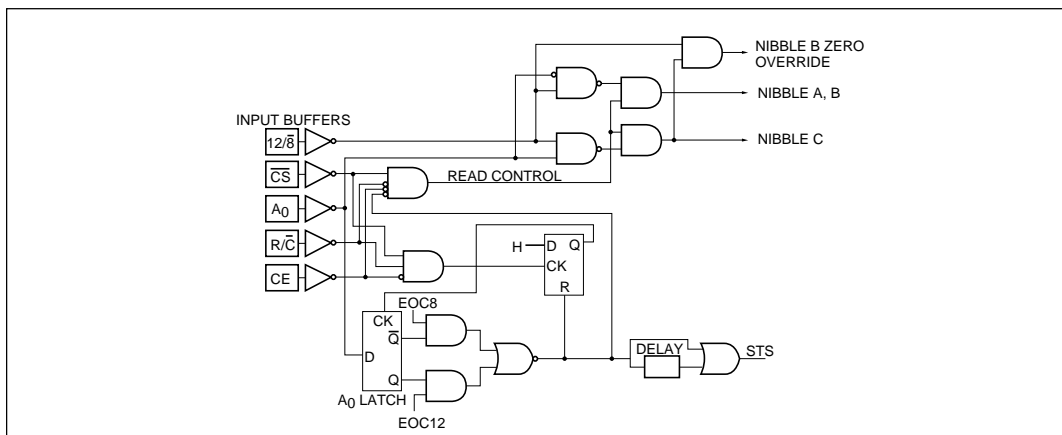 NIBBLE B ZERO
OVERRIDE
NIBBLE A, B
INPUT BUFFERS
12/8̅
NIBBLE C
C̅S̅
READ CONTROL
A0
R/C̅
H
D
Q
CK
CE
R
EOC8
CK
Q̅
D
DELAY
STS
Q
A0 LATCH
EOC12